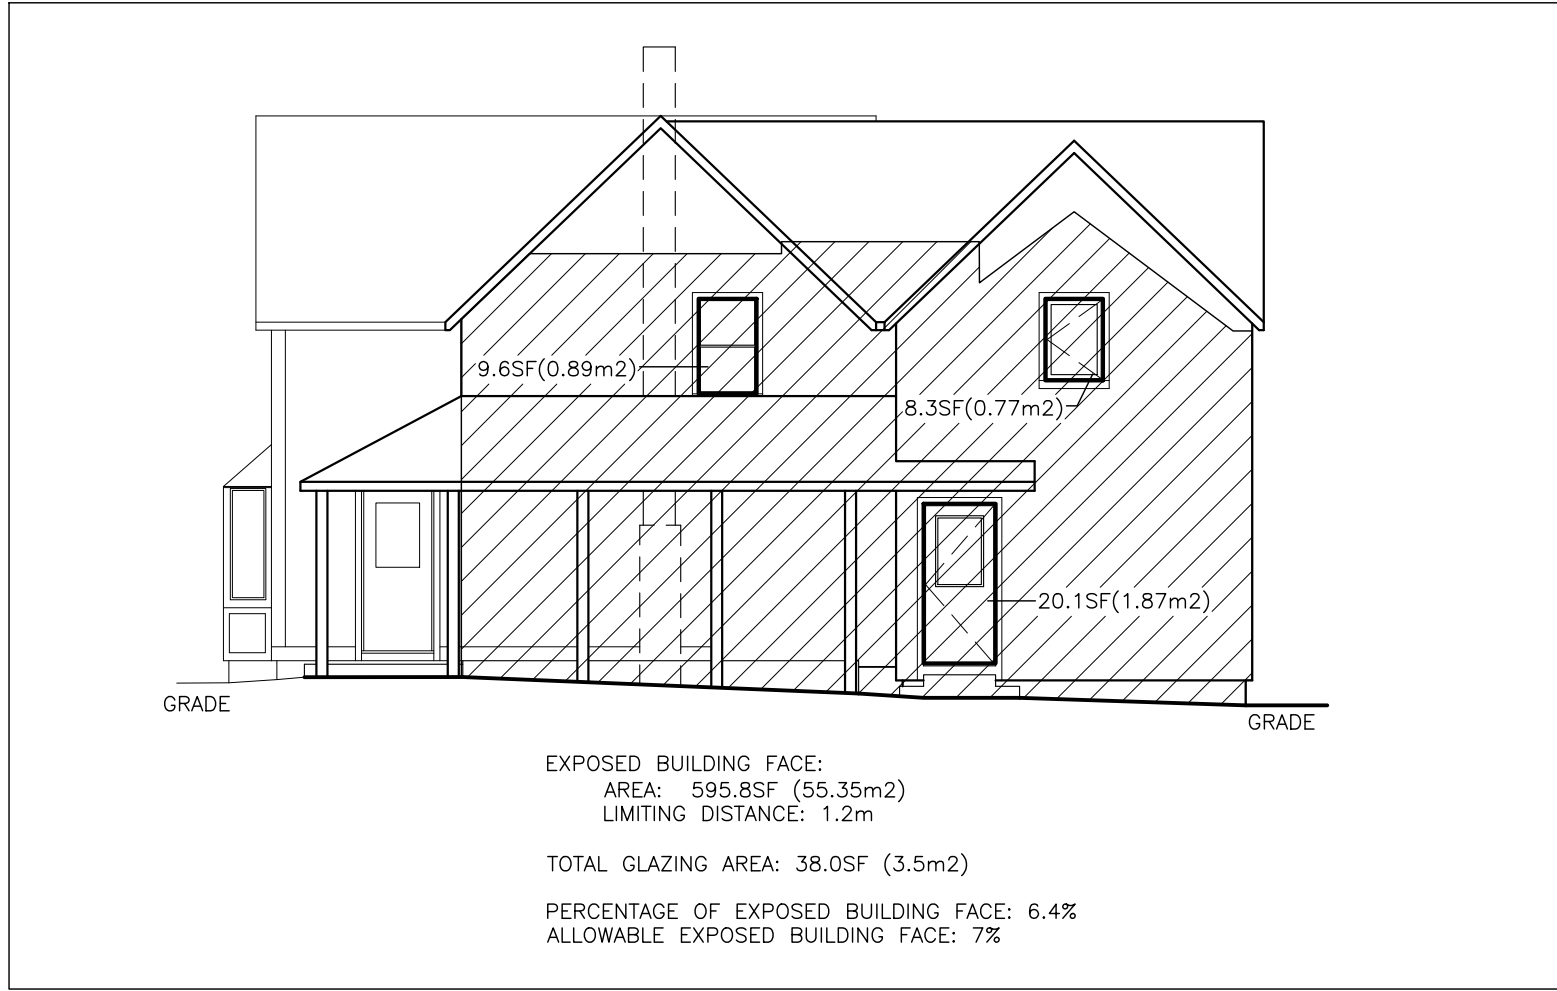 9.6SF(0.89m2)
8.3SF(0.77m2)
20.1SF(1.87m2)
GRADE
GRADE
EXPOSED BUILDING FACE:
AREA: 595.8SF (55.35m2)
LIMITING DISTANCE: 1.2m
TOTAL GLAZING AREA: 38.0SF (3.5m2)
PERCENTAGE OF EXPOSED BUILDING FACE: 6.4%
ALLOWABLE EXPOSED BUILDING FACE: 7%